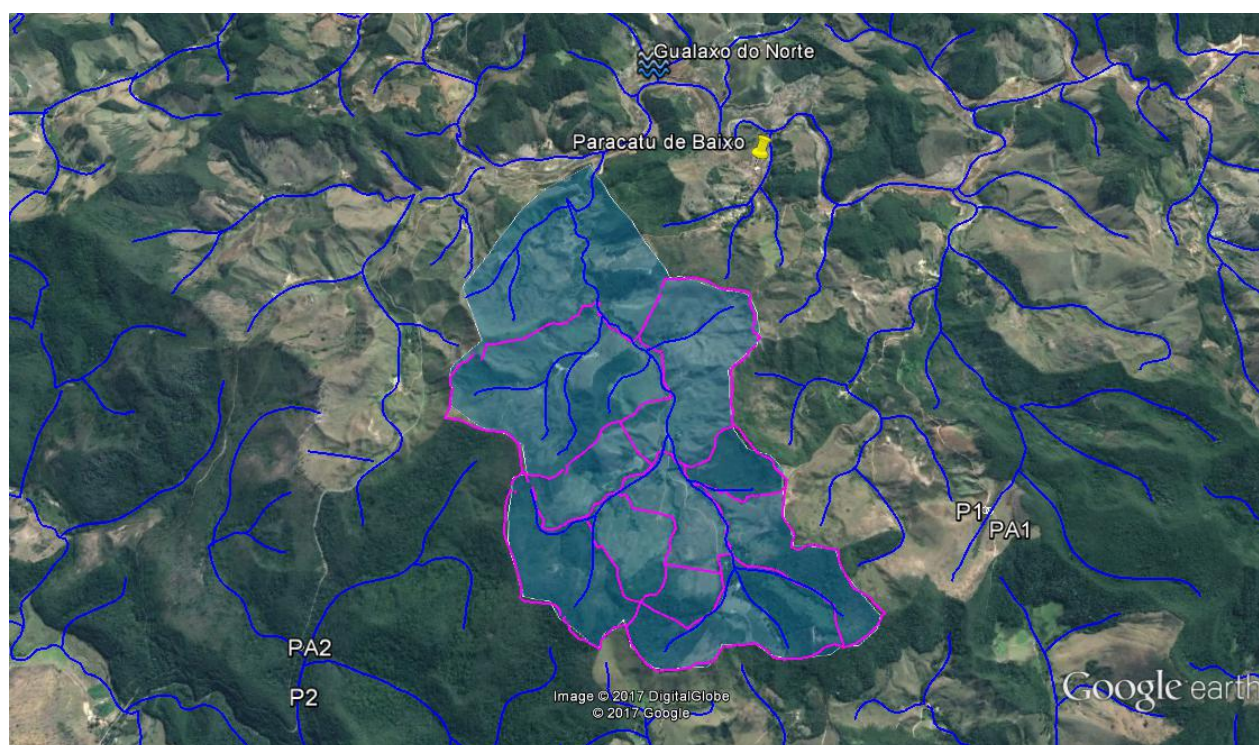 Gualaxo do Norte
Paracatu de Baixo
P1
PA1
PA2
P2
Image © 2017 DigitalGlobe
© 2017 Google
Google earth